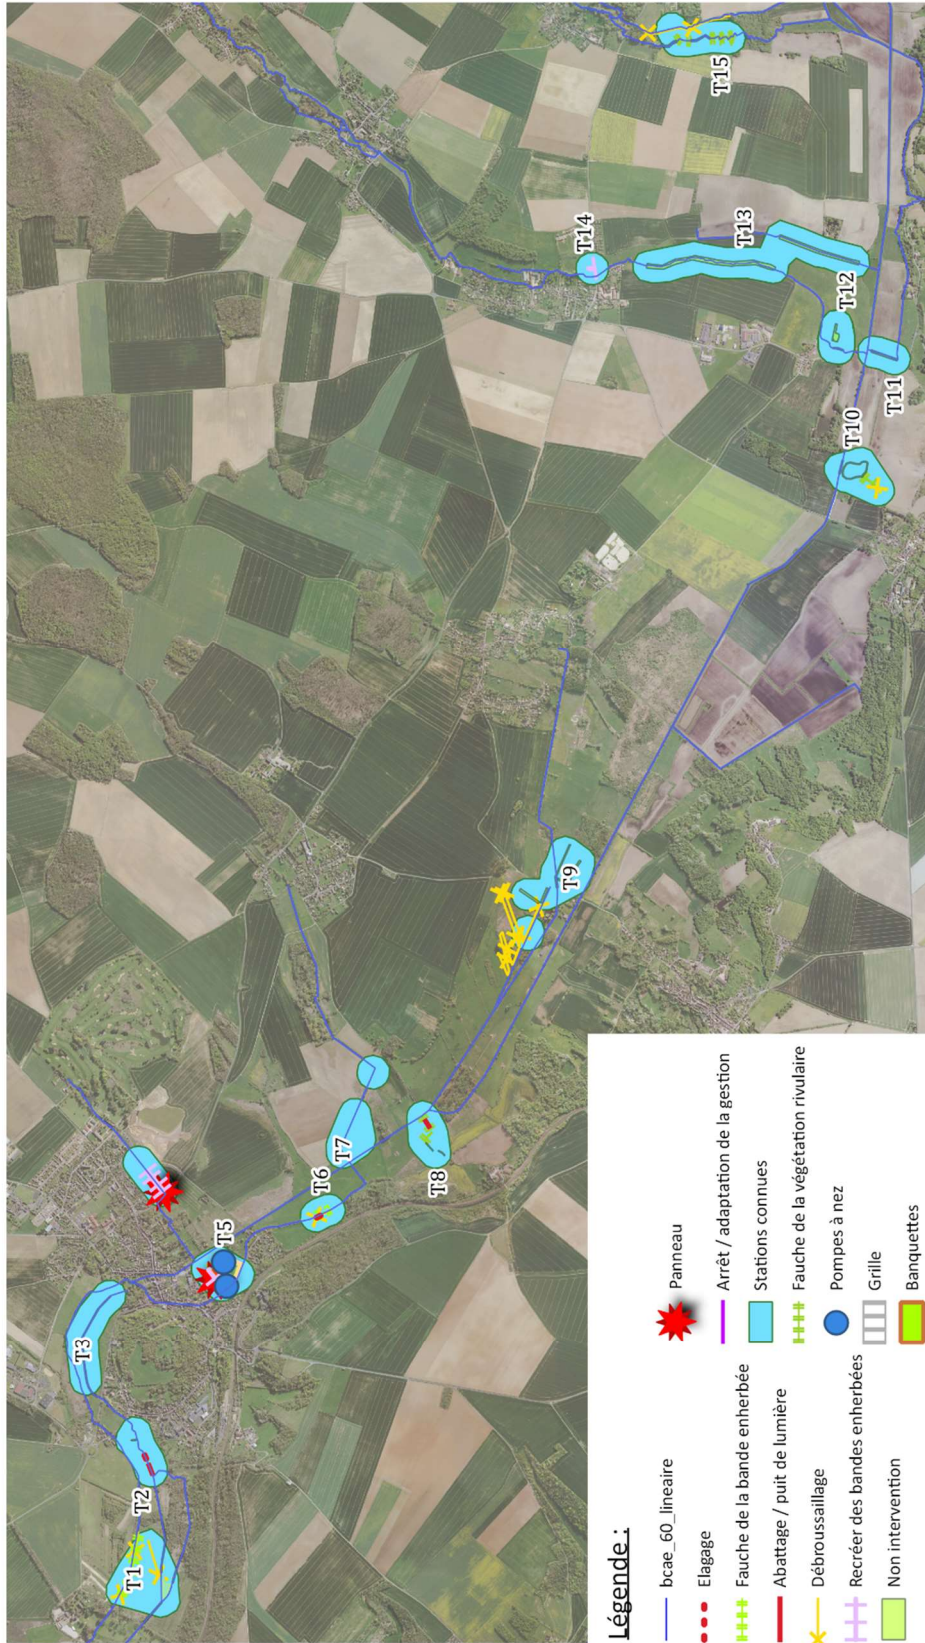 T1
T2
T3
T5
T6
T7
T8
T9
T10
T11
T12
T13
T14
T15
Légende :
bcae_60_lineaire
Elagage
Fauche de la bande enherbée
Abattage / puit de lumière
Débroussaillage
Recréer des bandes enherbées
Non intervention
Panneau
Arrêt / adaptation de la gestion
Stations connues
Fauche de la végétation rivulaire
Pompes à nez
Grille
Banquettes